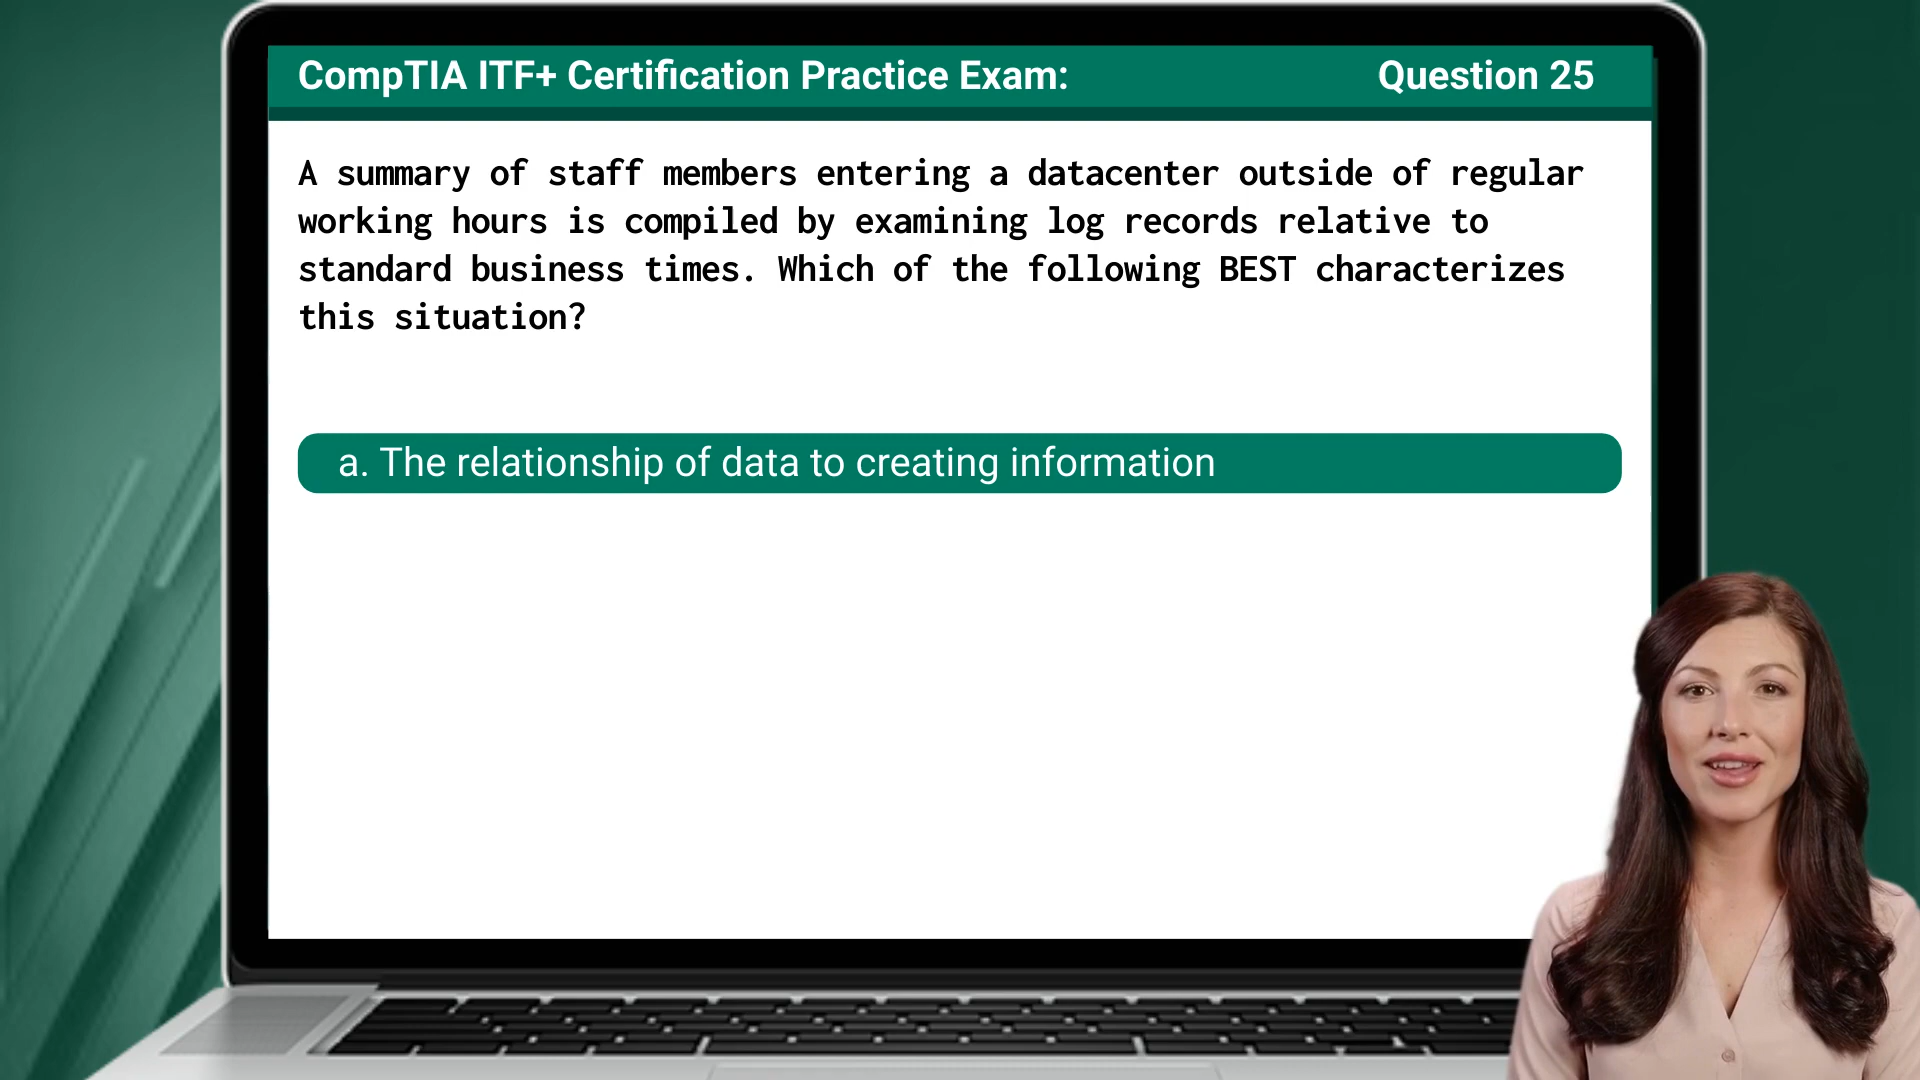 CompTIA ITF+ Certification Practice Exam:
Question 25
A summary of staff members entering a datacenter outside of regular
working hours is compiled by examining log records relative to
standard business times. Which of the following BEST characterizes
this situation?
a. The relationship of data to creating information